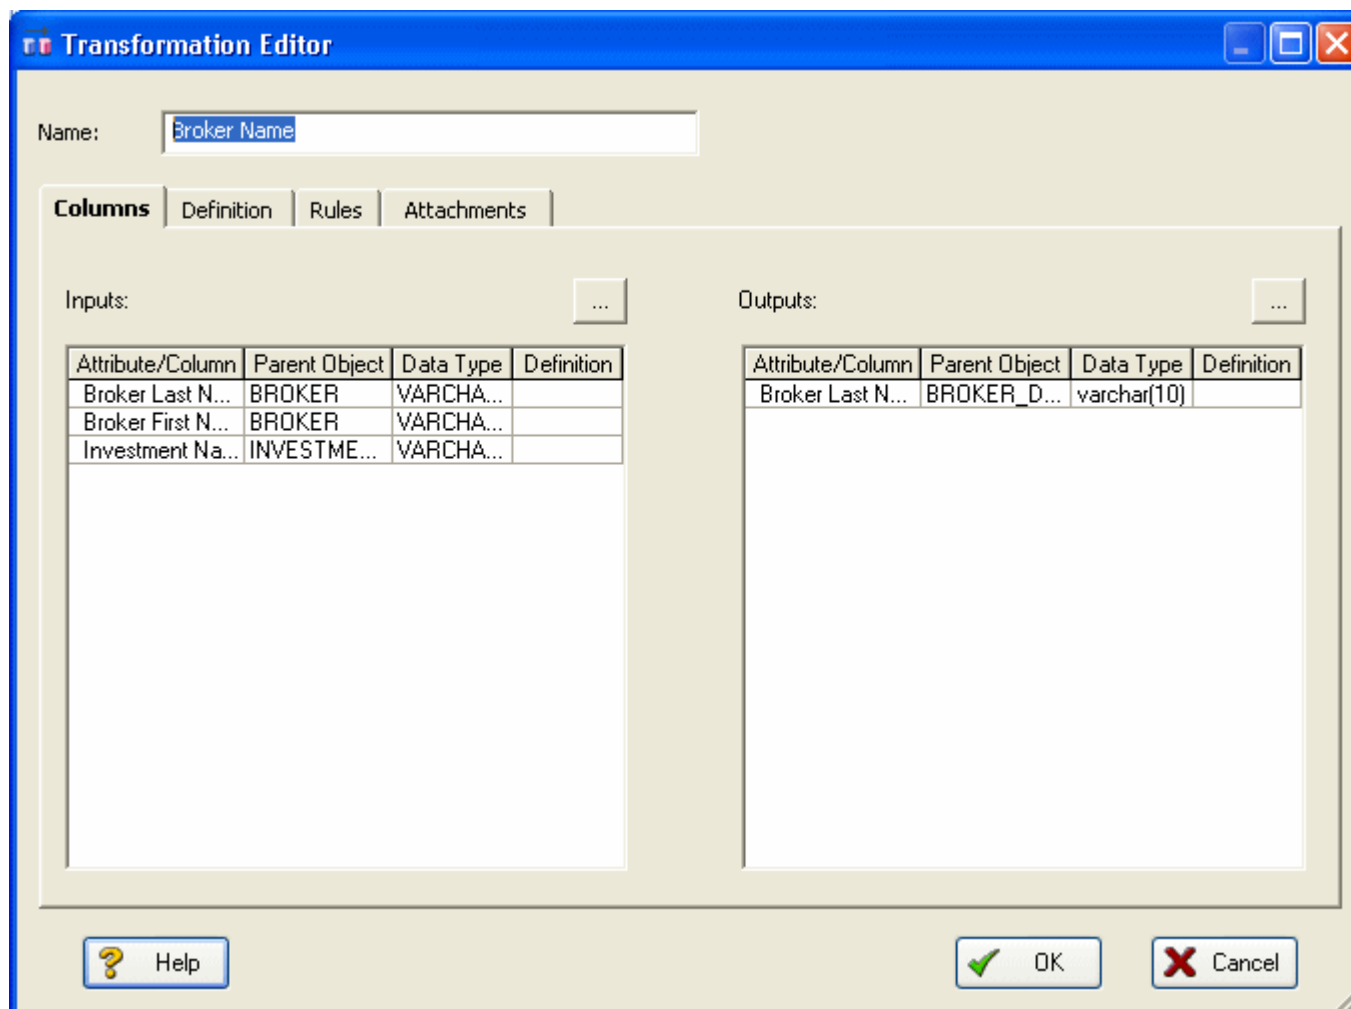 Transformation Editor
Name: Broker Name
Columns Definition Rules Attachments
Inputs: ... Outputs: ...
Attribute/Column Parent Object Data Type Definition Attribute/Column Parent Object Data Type Definition
Broker Last N... BROKER VARCHA... Broker Last N... BROKER_D... varchar(10)
Broker First N... BROKER VARCHA...
Investment Na... INVESTME... VARCHA...
Help OK Cancel